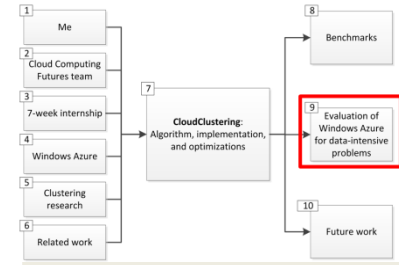 1
Me
2
Cloud Computing
Futures team
3
7-week internship
4
Windows Azure
5
Clustering
research
6
Related work
7
CloudClustering:
Algorithm, implementation,
and optimizations
8
Benchmarks
9
Evaluation of
Windows Azure
for data-intensive
problems
10
Future work